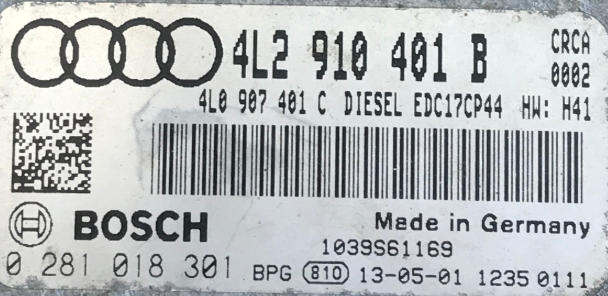 4L2 910 401 B CRCA
0002
4L0 907 401 C DIESEL EDC17CP44 HW: H41
BOSCH Made in Germany
1039S61169
0 281 018 301 BPG 810 13-05-01 1235 0111